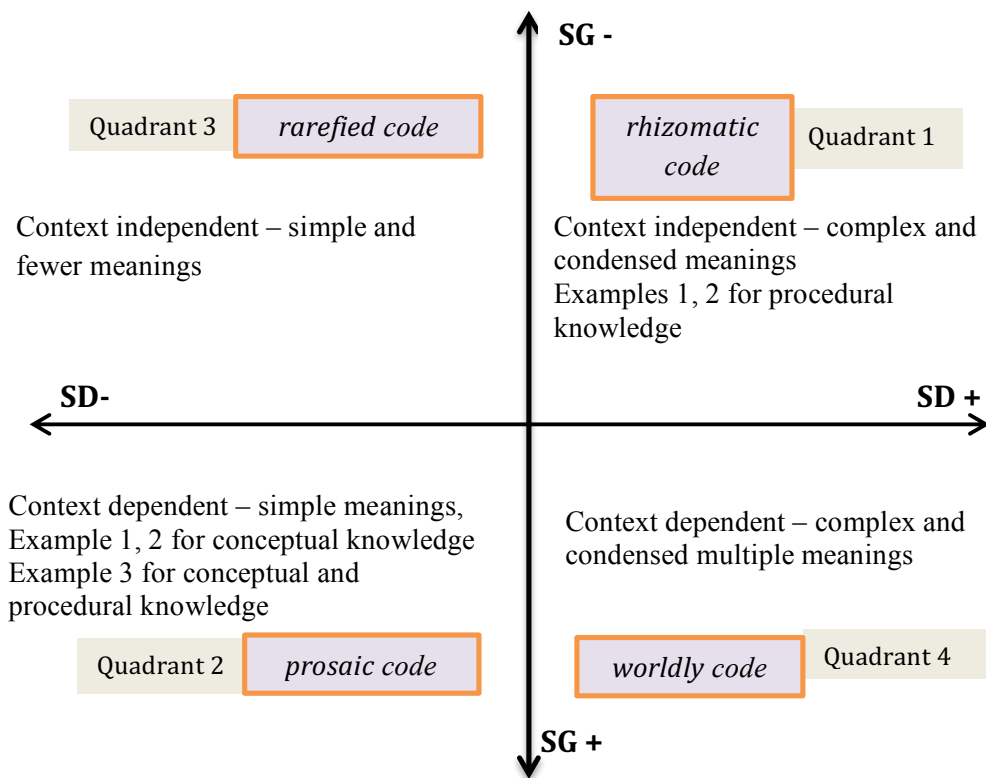 SG -
Quadrant 3
rarefied code
rhizomatic
code
Quadrant 1
Context independent – simple and
fewer meanings
Context independent – complex and
condensed meanings
Examples 1, 2 for procedural
knowledge
SD-
SD +
Context dependent – simple meanings,
Example 1, 2 for conceptual knowledge
Example 3 for conceptual and
procedural knowledge
Context dependent – complex and
condensed multiple meanings
Quadrant 2
prosaic code
worldly code
Quadrant 4
SG +